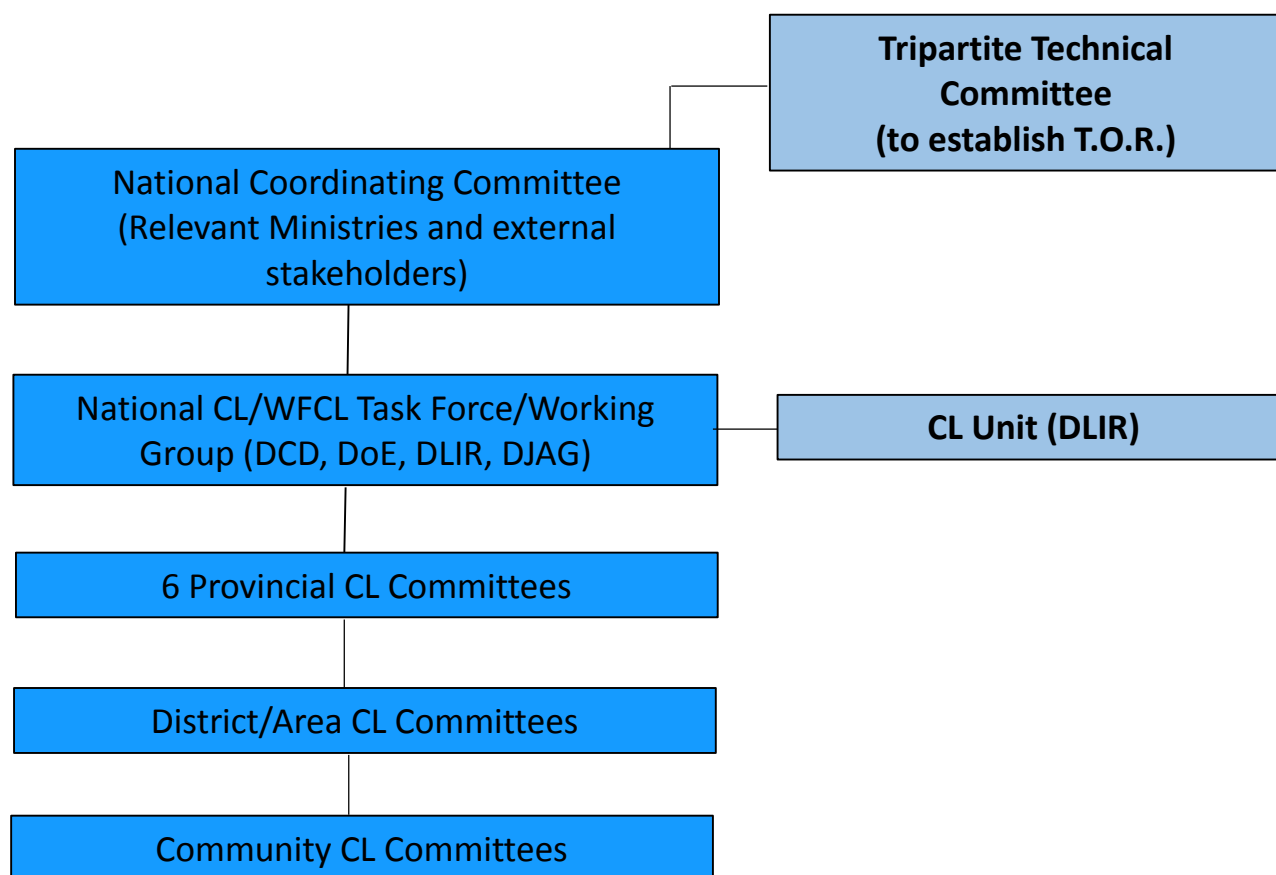 Tripartite Technical
Committee
(to establish T.O.R.)
National Coordinating Committee
(Relevant Ministries and external
stakeholders)
National CL/WFCL Task Force/Working
Group (DCD, DoE, DLIR, DJAG)
CL Unit (DLIR)
6 Provincial CL Committees
District/Area CL Committees
Community CL Committees